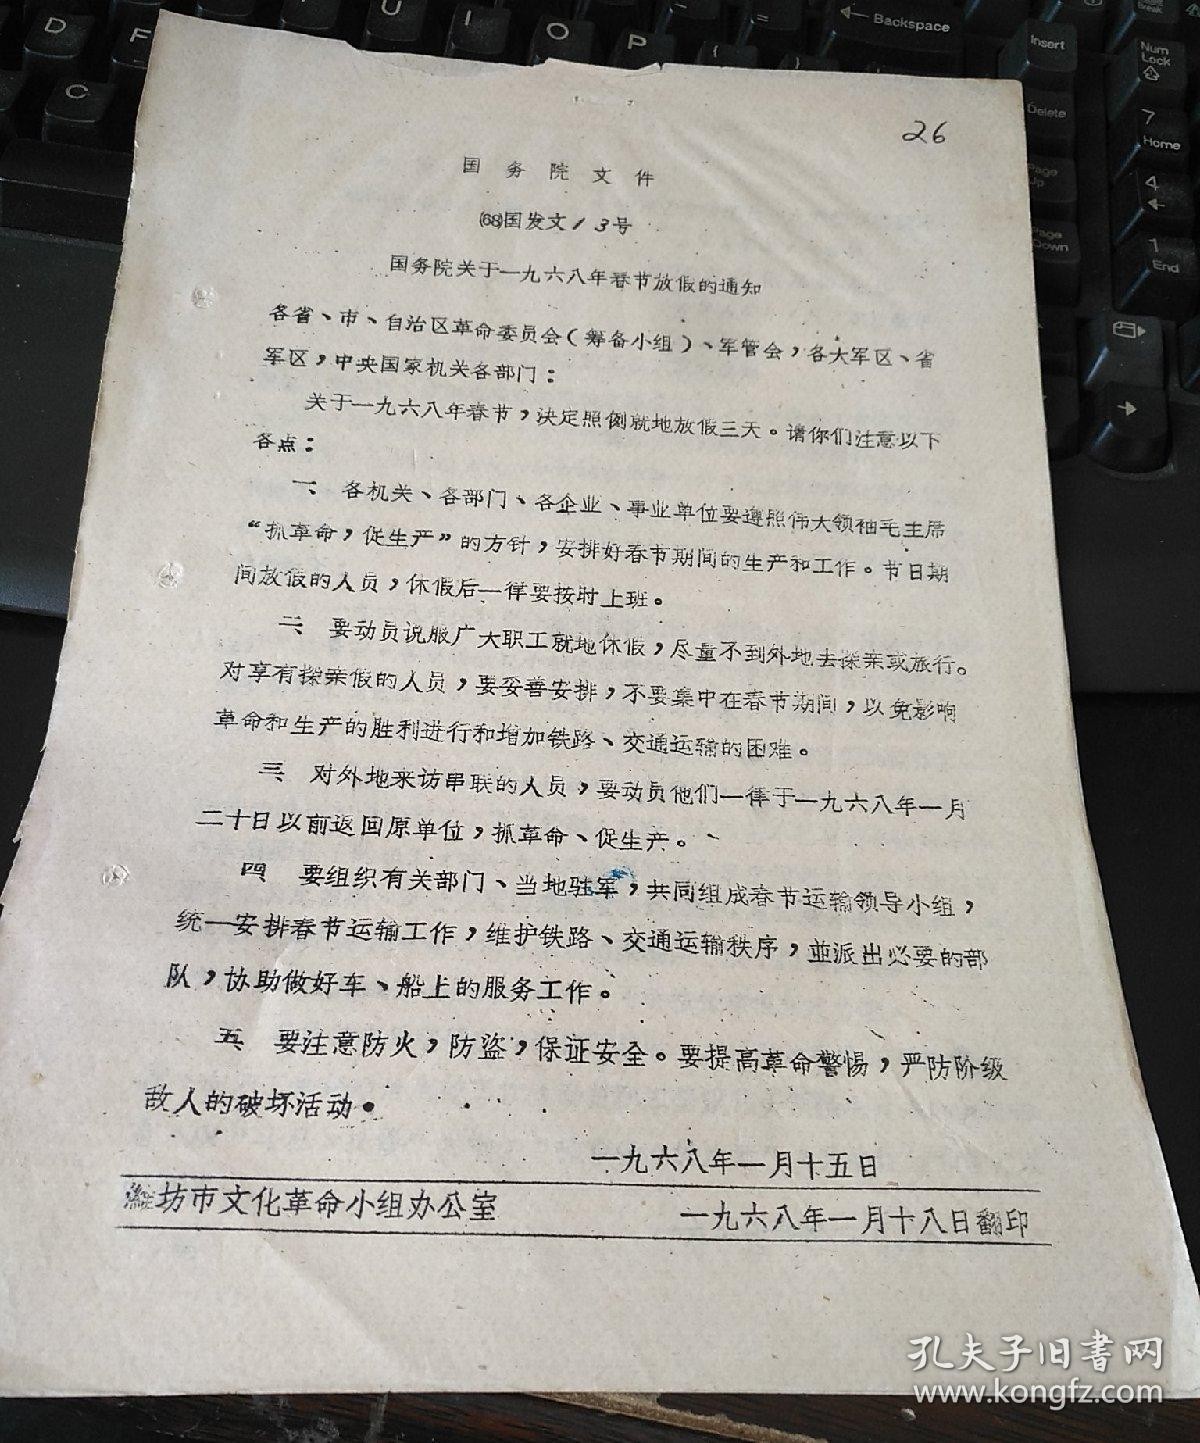 D
F
U
I
O
P
C
{
}
-
=
Backspace
Insert
Delete
Page Up
Page Down
Num Lock
7
Home
4
1
End
26
国务院文件
(68)国发文13号
国务院关于一九六八年春节放假的通知
各省、市、自治区革命委员会(筹备小组)、军管会,各大军区、省
军区,中央国家机关各部门:
关于一九六八年春节,决定照例就地放假三天。请你们注意以下
各点:
一、各机关、各部门、各企业、事业单位要遵照伟大领袖毛主席
“抓革命,促生产”的方针,安排好春节期间的生产和工作。节日期
间放假的人员,休假后一律要按时上班。
二、要动员说服广大职工就地休假,尽量不到外地去探亲或旅行。
对享有探亲假的人员,要妥善安排,不要集中在春节期间,以免影响
革命和生产的胜利进行和增加铁路、交通运输的困难。
三、对外地来访串联的人员,要动员他们一律于一九六八年一月
二十日以前返回原单位,抓革命、促生产。
四、要组织有关部门、当地驻军,共同组成春节运输领导小组,
统一安排春节运输工作,维护铁路、交通运输秩序,並派出必要的部
队,协助做好车、船上的服务工作。
五、要注意防火,防盗,保证安全。要提高革命警惕,严防阶级
敌人的破坏活动。
一九六八年一月十五日
潍坊市文化革命小组办公室 一九六八年一月十八日翻印
孔夫子旧書网
www.kongfz.com